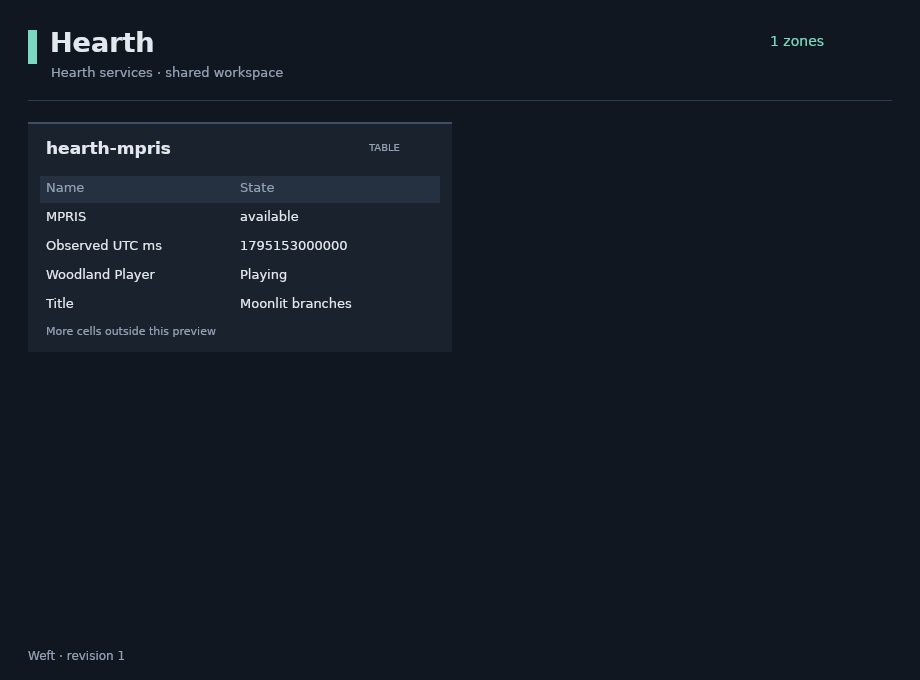 Hearth
1 zones
Hearth services · shared workspace
hearth-mpris
TABLE
Name State
MPRIS available
Observed UTC ms 1795153000000
Woodland Player Playing
Title Moonlit branches
More cells outside this preview
Weft · revision 1